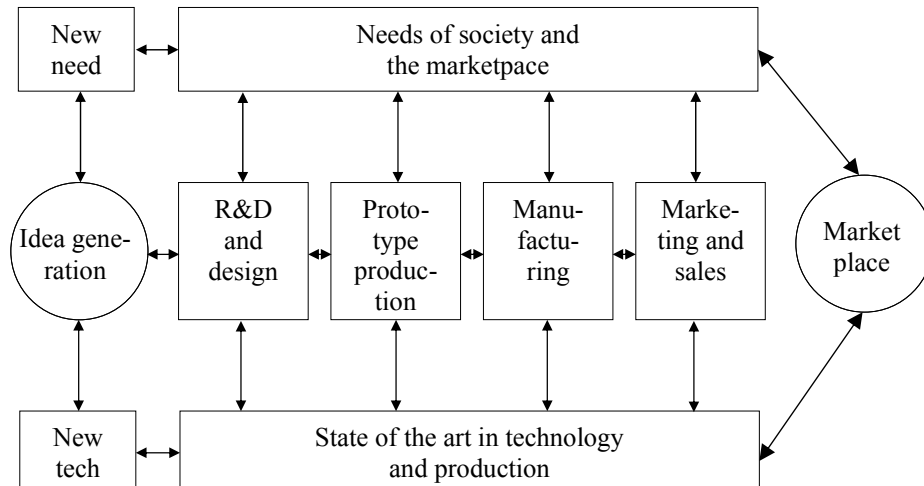 New
need
Needs of society and
the marketpace
Idea gene-
ration
R&D
and
design
Proto-
type
produc-
tion
Manu-
factu-
ring
Marke-
ting and
sales
Market
place
New
tech
State of the art in technology
and production